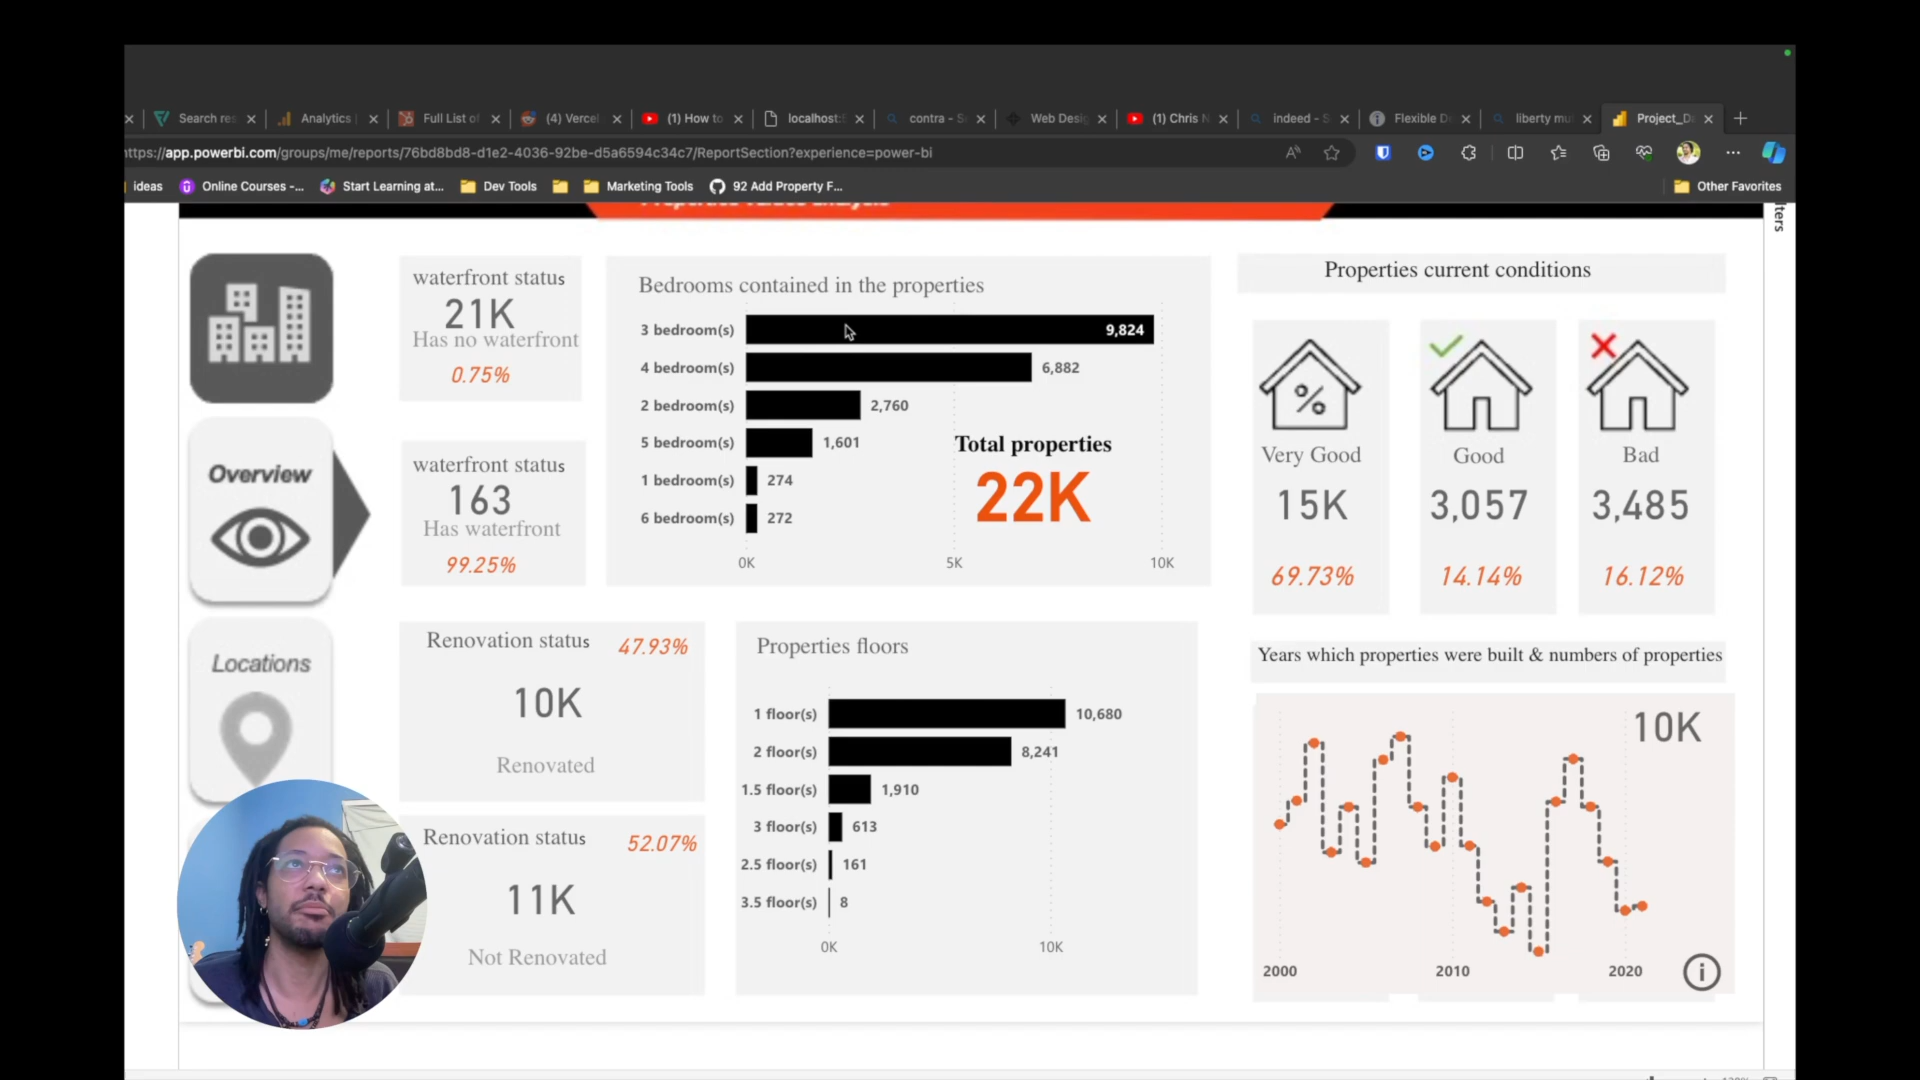 Search res
Analytics
Full List of
(4) Vercel
(1) How to
localhost:
contra - S
Web Desig
(1) Chris N
indeed - S
Flexible D
liberty mu
Project_Da
https://app.powerbi.com/groups/me/reports/76bd8bd8-d1e2-4036-92be-d5a6594c34c7/ReportSection?experience=power-bi
ideas
Online Courses -...
Start Learning at...
Dev Tools
Marketing Tools
92 Add Property F...
Other Favorites
Properties values analysis
lters
waterfront status
21K
Has no waterfront
0.75%
Overview
waterfront status
163
Has waterfront
99.25%
Locations
Bedrooms contained in the properties
3 bedroom(s) 9,824
4 bedroom(s) 6,882
2 bedroom(s) 2,760
5 bedroom(s) 1,601
1 bedroom(s) 274
6 bedroom(s) 272
0K 5K 10K
Total properties
22K
Properties current conditions
%
Very Good
15K
69.73%
Good
3,057
14.14%
Bad
3,485
16.12%
Renovation status 47.93%
10K
Renovated
Renovation status 52.07%
11K
Not Renovated
Properties floors
1 floor(s) 10,680
2 floor(s) 8,241
1.5 floor(s) 1,910
3 floor(s) 613
2.5 floor(s) 161
3.5 floor(s) 8
0K 10K
Years which properties were built & numbers of properties
10K
2000 2010 2020